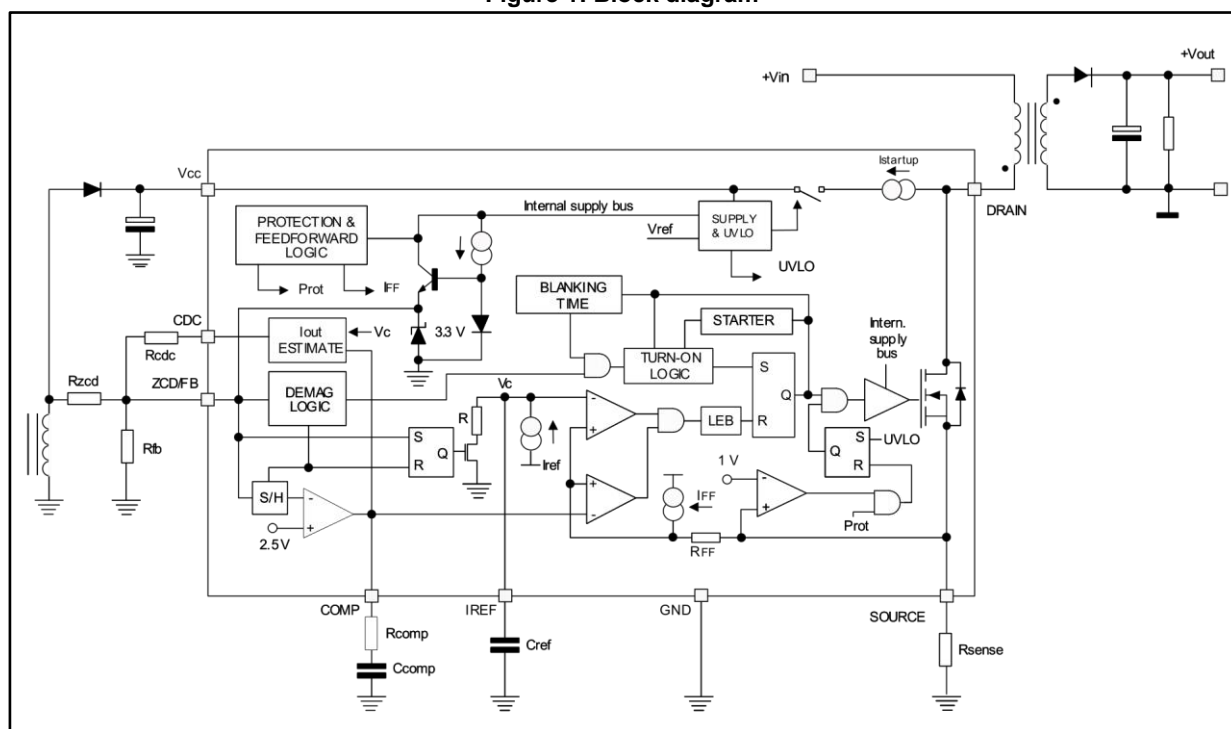 Figure 1. Block diagram
+Vin
+Vout
Vcc
Istartup
DRAIN
Internal supply bus
PROTECTION &
FEEDFORWARD
LOGIC
Vref
SUPPLY
& UVLO
UVLO
Prot
IFF
BLANKING
TIME
STARTER
Intern.
supply
bus
CDC
Rcdc
Iout
ESTIMATE
Vc
3.3 V
TURN-ON
LOGIC
Rzcd
ZCD/FB
DEMAG
LOGIC
Vc
S
Q
R
LEB
R
S
Q
R
Iref
S
UVLO
Q
R
Rfb
S/H
-
+
2.5V
-
+
+
-
1 V
-
+
IFF
RFF
Prot
COMP
IREF
GND
SOURCE
Rcomp
Ccomp
Cref
Rsense